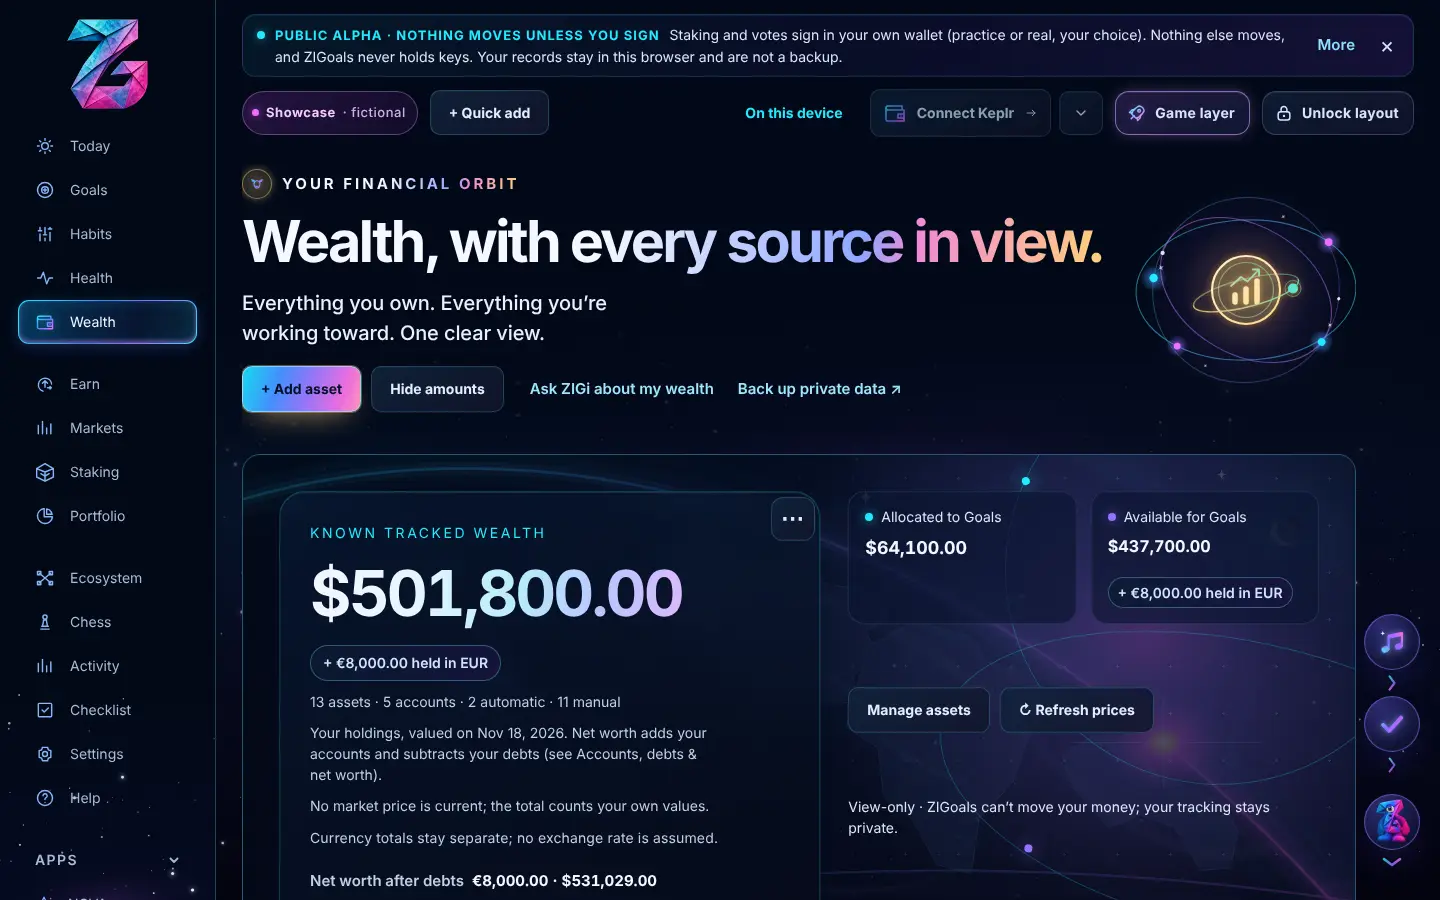 PUBLIC ALPHA · NOTHING MOVES UNLESS YOU SIGN Staking and votes sign in your own wallet (practice or real, your choice). Nothing else moves,
and ZIGoals never holds keys. Your records stay in this browser and are not a backup.
More ×
Showcase · fictional
+ Quick add
On this device
Connect Keplr →
Game layer
Unlock layout
Today
Goals
Habits
Health
Wealth
Earn
Markets
Staking
Portfolio
Ecosystem
Chess
Activity
Checklist
Settings
Help
APPS
YOUR FINANCIAL ORBIT
Wealth, with every source in view.
Everything you own. Everything you’re
working toward. One clear view.
+ Add asset
Hide amounts
Ask ZIGi about my wealth
Back up private data ↗
KNOWN TRACKED WEALTH
...
$501,800.00
+ €8,000.00 held in EUR
13 assets · 5 accounts · 2 automatic · 11 manual
Your holdings, valued on Nov 18, 2026. Net worth adds your
accounts and subtracts your debts (see Accounts, debts &
net worth).
No market price is current; the total counts your own values.
Currency totals stay separate; no exchange rate is assumed.
Net worth after debts €8,000.00 · $531,029.00
Allocated to Goals
$64,100.00
Available for Goals
$437,700.00
+ €8,000.00 held in EUR
Manage assets
↻ Refresh prices
View-only · ZIGoals can’t move your money; your tracking stays
private.